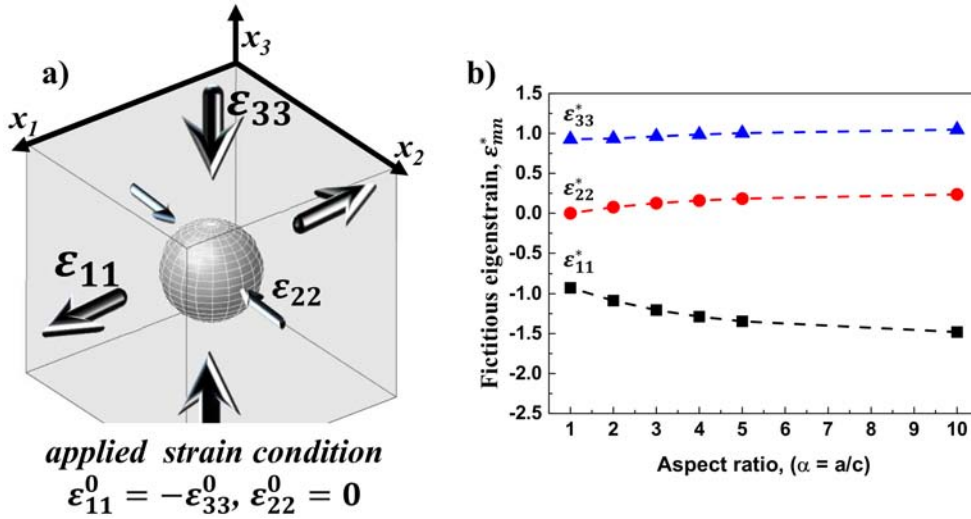 a)
x₃
x₁
x₂
ε₃₃
ε₁₁
ε₂₂
applied strain condition
ε⁰₁₁ = −ε⁰₃₃, ε⁰₂₂ = 0
b)
Fictitious eigenstrain, ε*ₘₙ
1.5
1.0
0.5
0.0
-0.5
-1.0
-1.5
-2.0
-2.5
ε*₃₃
ε*₂₂
ε*₁₁
1 2 3 4 5 6 7 8 9 10
Aspect ratio, (α = a/c)